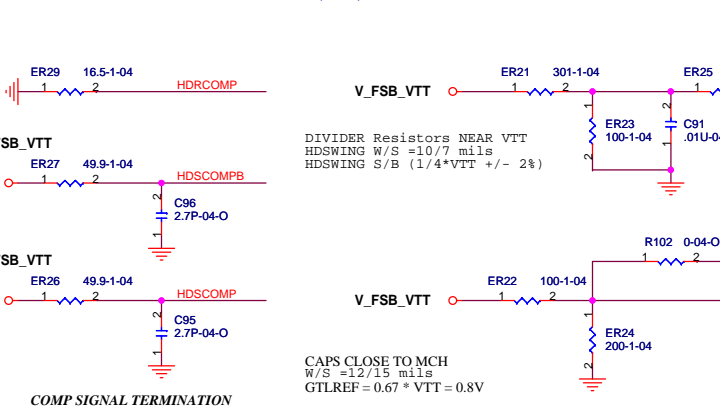 ER29 16.5-1-04
1 2 HDRCOMP
SB_VTT
ER27 49.9-1-04
1 2 HDSCOMPB
2
C96
2.7P-04-O
1
SB_VTT
ER26 49.9-1-04
1 2 HDSCOMP
2
C95
2.7P-04-O
1
COMP SIGNAL TERMINATION
ER21 301-1-04 ER25
V_FSB_VTT 1 2 1
1 2
ER23 C91
100-1-04 .01U-04
2 1
DIVIDER Resistors NEAR VTT
HDSWING W/S =10/7 mils
HDSWING S/B (1/4*VTT +/- 2%)
R102 0-04-O
1 2
ER22 100-1-04
V_FSB_VTT 1 2
1
ER24
200-1-04
2
CAPS CLOSE TO MCH
W/S =12/15 mils
GTLREF = 0.67 * VTT = 0.8V